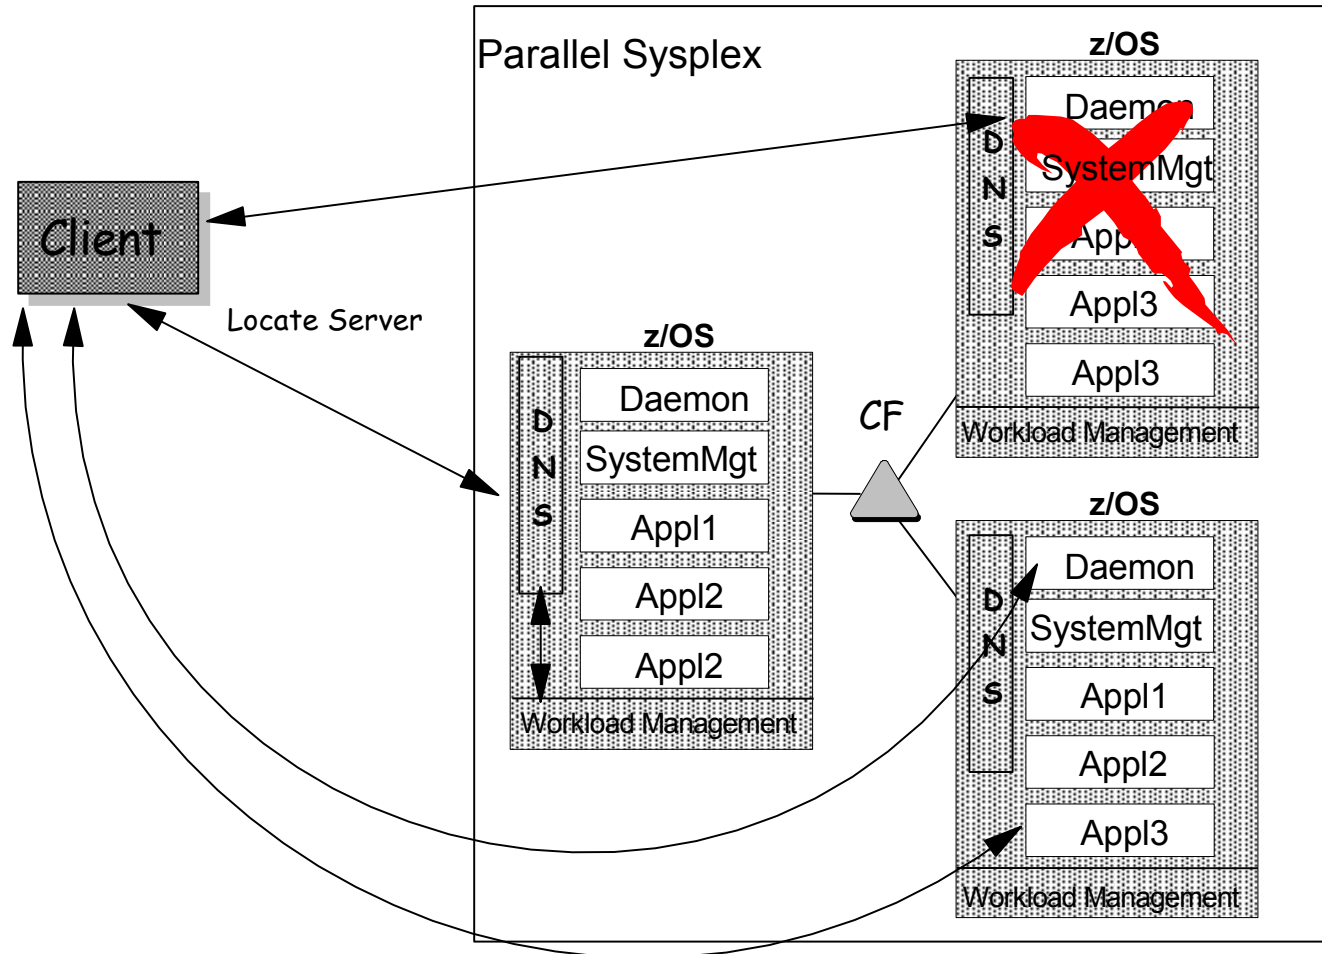 Parallel Sysplex
z/OS
D
N
S
Daemon
SystemMgt
Appl
Appl3
Appl3
Workload Management
Client
Locate Server
z/OS
D
N
S
Daemon
SystemMgt
Appl1
Appl2
Appl2
Workload Management
CF
z/OS
D
N
S
Daemon
SystemMgt
Appl1
Appl2
Appl3
Workload Management